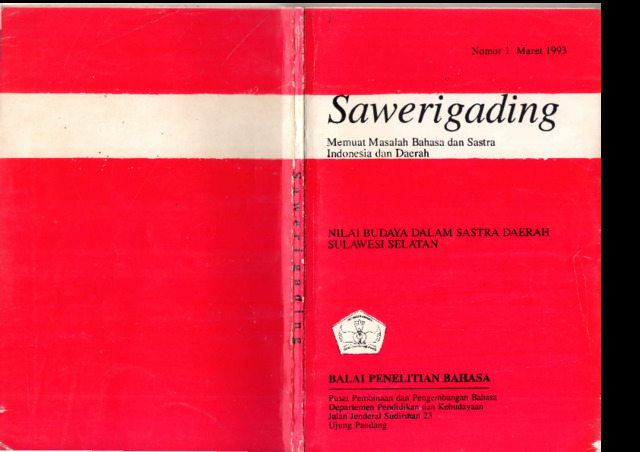 Nomor 1 Maret 1993
Sawerigading
Memuat Masalah Bahasa dan Sastra
Indonesia dan Daerah
Sawerigading
NILAI BUDAYA DALAM SASTRA DAERAH
SULAWESI SELATAN
BALAI PENELITIAN BAHASA
Pusat Pembinaan dan Pengembangan Bahasa
Departemen Pendidikan dan Kebudayaan
Jalan Jenderal Sudirman 23
Ujung Pandang